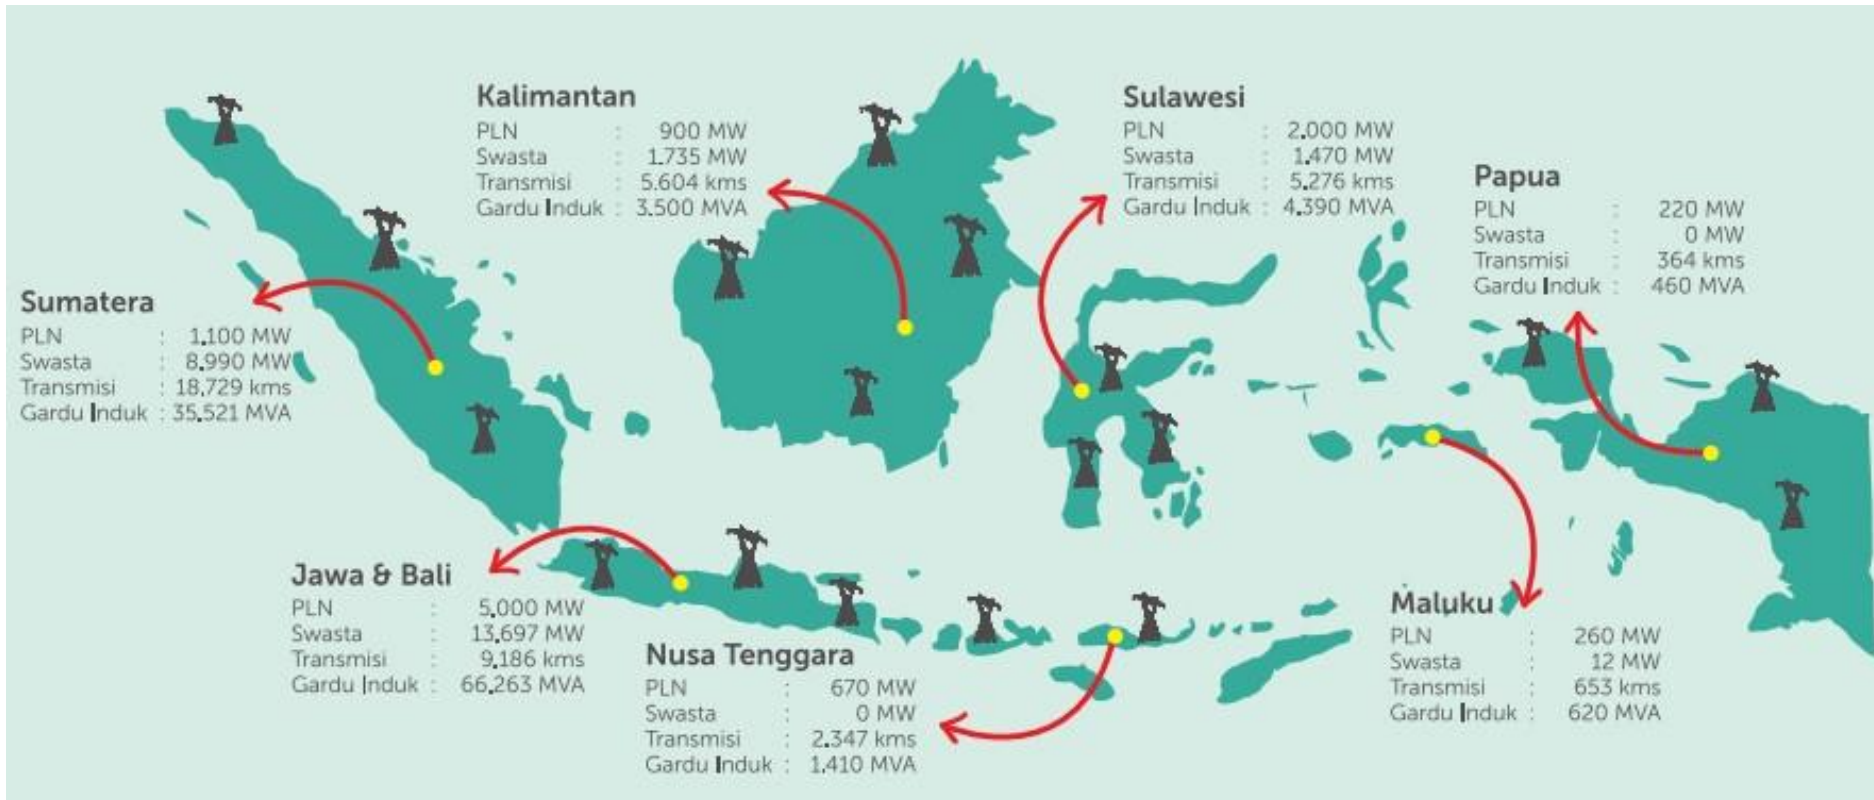 Kalimantan
PLN : 900 MW
Swasta : 1.735 MW
Transmisi : 5.604 kms
Gardu Induk : 3.500 MVA
Sulawesi
PLN : 2.000 MW
Swasta : 1.470 MW
Transmisi : 5.276 kms
Gardu Induk : 4.390 MVA
Papua
PLN : 220 MW
Swasta : 0 MW
Transmisi : 364 kms
Gardu Induk : 460 MVA
Sumatera
PLN : 1.100 MW
Swasta : 8.990 MW
Transmisi : 18.729 kms
Gardu Induk : 35.521 MVA
Jawa & Bali
PLN : 5.000 MW
Swasta : 13.697 MW
Transmisi : 9.186 kms
Gardu Induk : 66.263 MVA
Nusa Tenggara
PLN : 670 MW
Swasta : 0 MW
Transmisi : 2.347 kms
Gardu Induk : 1.410 MVA
Maluku
PLN : 260 MW
Swasta : 12 MW
Transmisi : 653 kms
Gardu Induk : 620 MVA